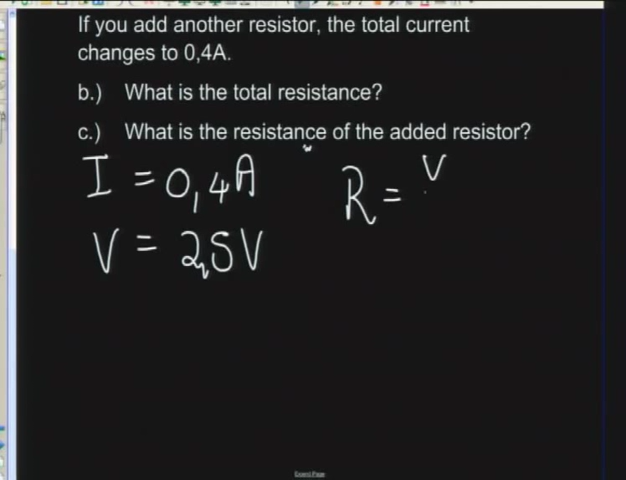 If you add another resistor, the total current
changes to 0,4A.
b.) What is the total resistance?
c.) What is the resistance of the added resistor?
I = 0,4A
R = V
V = 2,5V